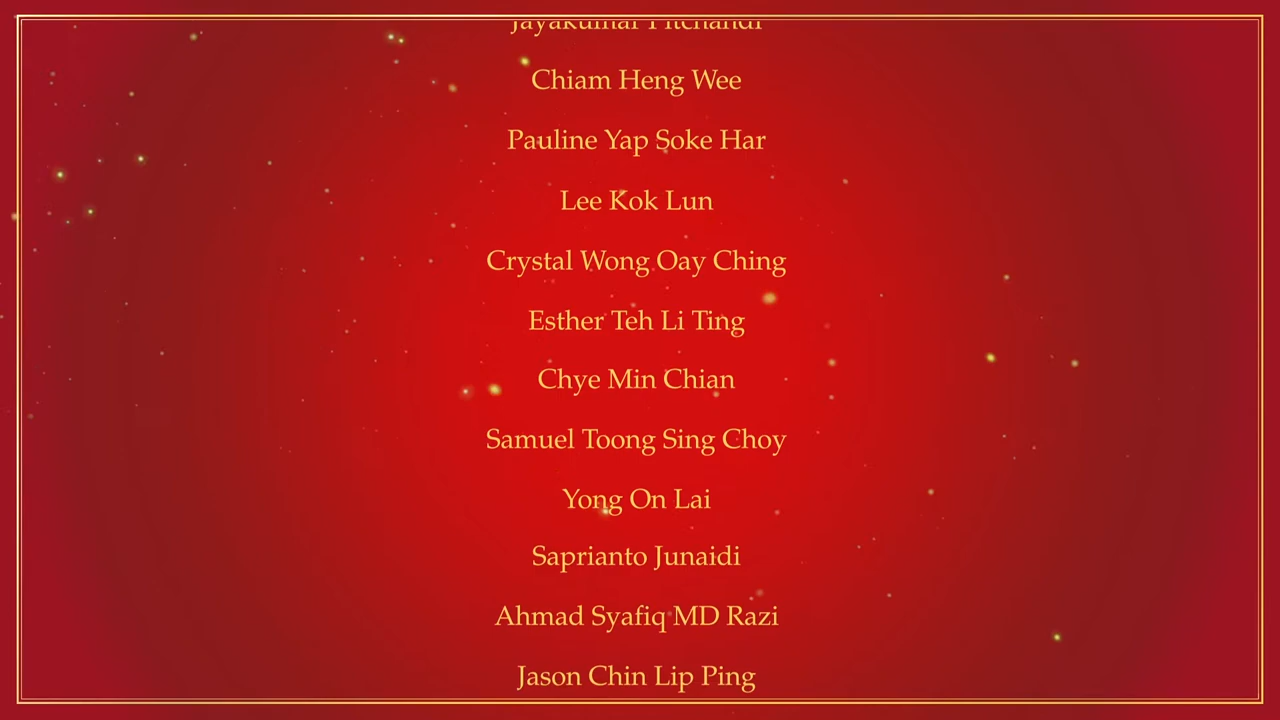 Jayakumar Pitchandi
Chiam Heng Wee
Pauline Yap Soke Har
Lee Kok Lun
Crystal Wong Oay Ching
Esther Teh Li Ting
Chye Min Chian
Samuel Toong Sing Choy
Yong On Lai
Saprianto Junaidi
Ahmad Syafiq MD Razi
Jason Chin Lip Ping